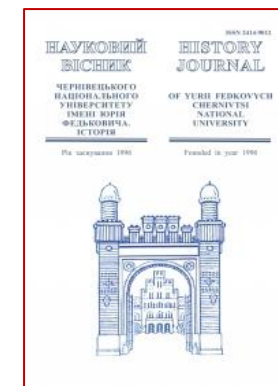 ISSN 2414-9012
НАУКОВИЙ
ВІСНИК
ЧЕРНІВЕЦЬКОГО
НАЦІОНАЛЬНОГО
УНІВЕРСИТЕТУ
ІМЕНІ ЮРІЯ
ФЕДЬКОВИЧА.
ІСТОРІЯ
Рік заснування 1996
HISTORY
JOURNAL
OF YURII FEDKOVYCH
CHERNIVTSI
NATIONAL
UNIVERSITY
Founded in year 1996